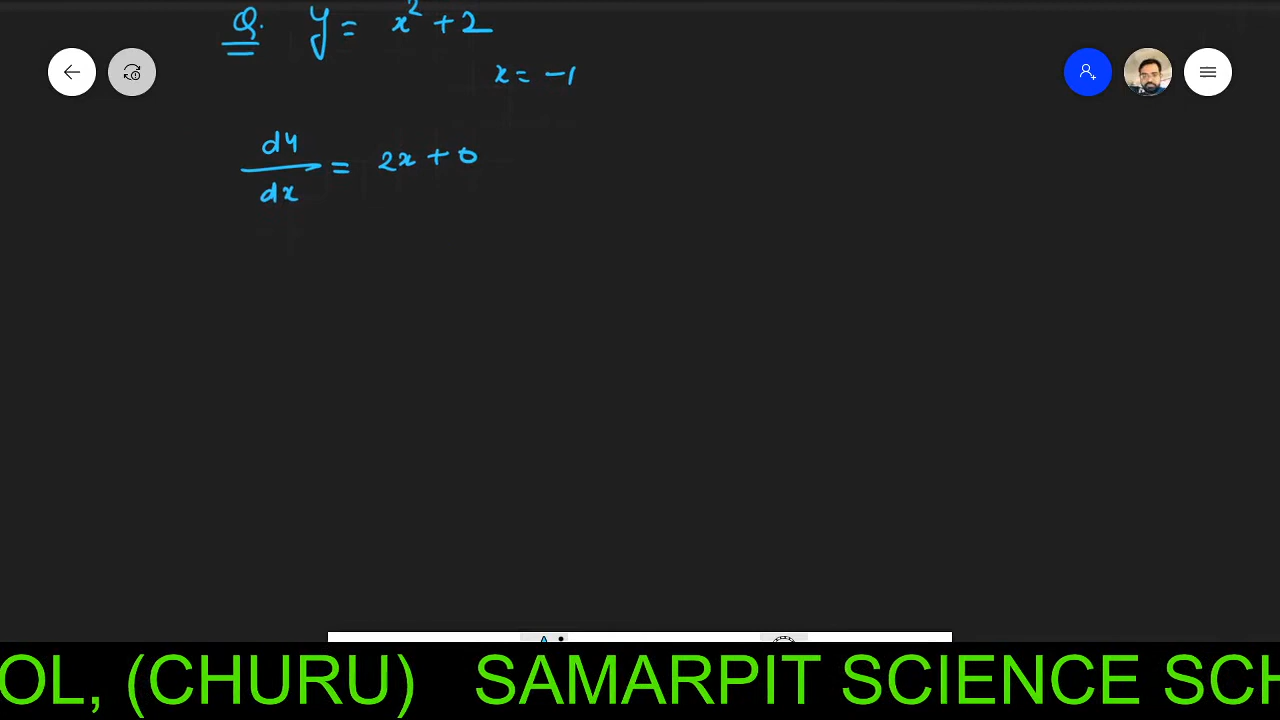 Q. y = x² + 2
x = -1
dy/dx = 2x + 0
OL, (CHURU) SAMARPIT SCIENCE SCH